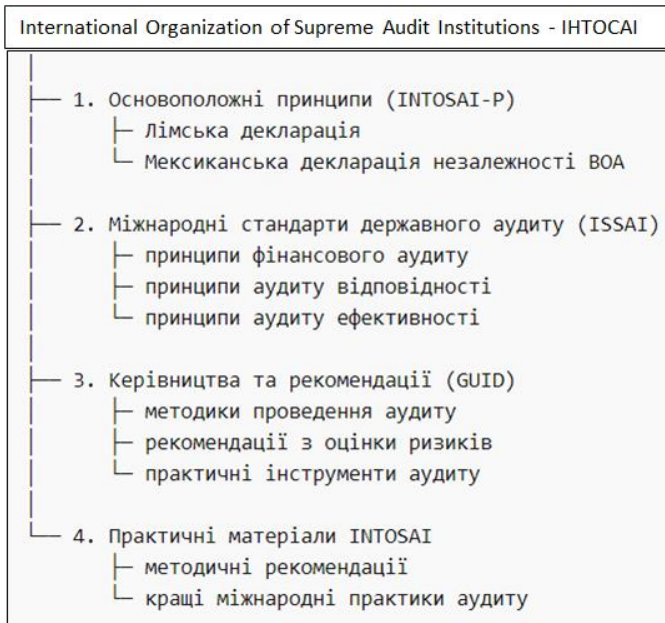 International Organization of Supreme Audit Institutions - ІНТОСАІ
1. Основоположні принципи (INTOSAI-P)
Лімська декларація
Мексиканська декларація незалежності ВОА
2. Міжнародні стандарти державного аудиту (ISSAI)
принципи фінансового аудиту
принципи аудиту відповідності
принципи аудиту ефективності
3. Керівництва та рекомендації (GUID)
методики проведення аудиту
рекомендації з оцінки ризиків
практичні інструменти аудиту
4. Практичні матеріали INTOSAI
методичні рекомендації
кращі міжнародні практики аудиту